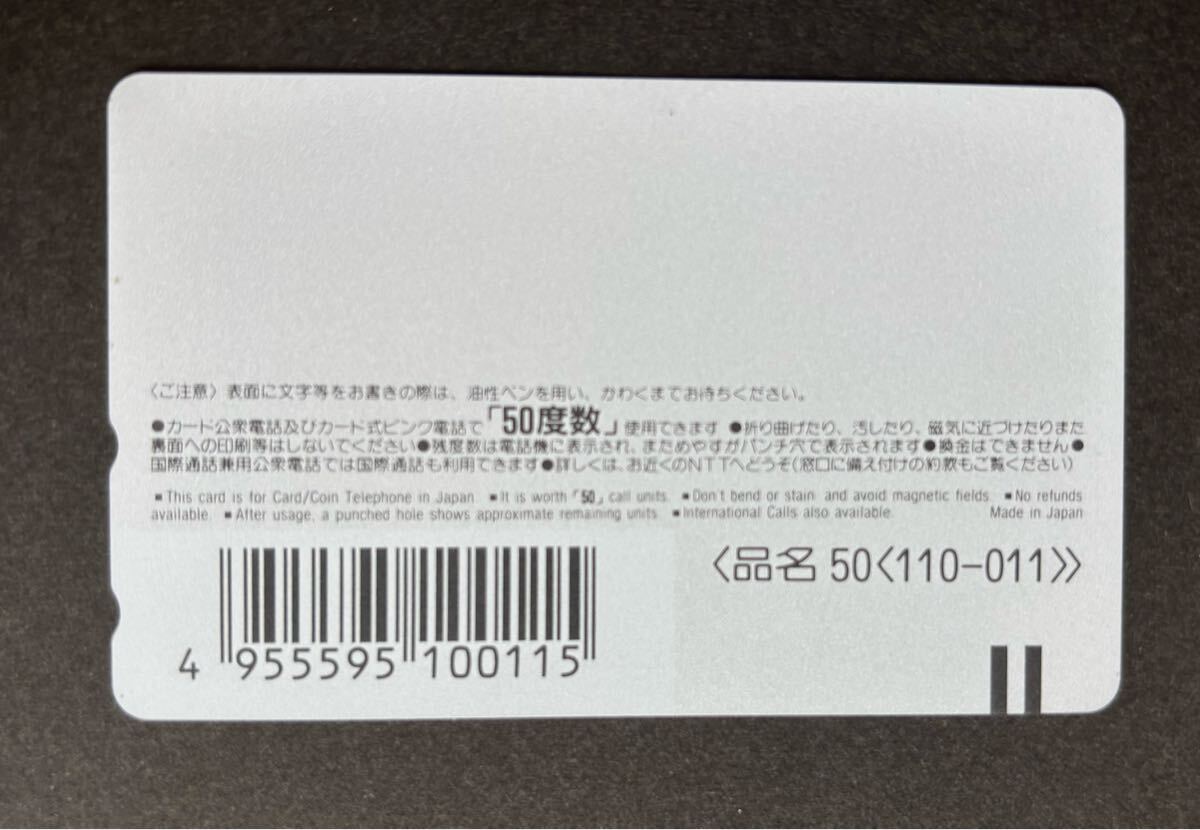 〈ご注意〉表面に文字等をお書きの際は、油性ペンを用い、かわくまでお待ちください。
●カード公衆電話及びカード式ピンク電話で「50度数」使用できます ●折り曲げたり、汚したり、磁気に近づけたりまた
裏面への印刷等はしないでください●残度数は電話機に表示され、まためやすがパンチ穴で表示されます●換金はできません●
国際通話兼用公衆電話では国際通話も利用できます●詳しくは、お近くのNTTへどうぞ(窓口に備え付けの約款もご覧ください)
■This card is for Card/Coin Telephone in Japan. ■It is worth「50」call units. ■Don't bend or stain. and avoid magnetic fields. ■No refunds
available. ■After usage, a punched hole shows approximate remaining units. ■International Calls also available. Made in Japan
〈品名 50〈110-011〉〉
4 955595 100115